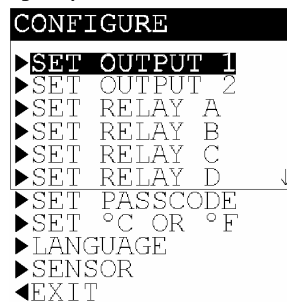 CONFIGURE
▶SET OUTPUT 1
▶SET OUTPUT 2
▶SET RELAY A
▶SET RELAY B
▶SET RELAY C
▶SET RELAY D ↓
▶SET PASSCODE
▶SET °C OR °F
▶LANGUAGE
▶SENSOR
◀EXIT